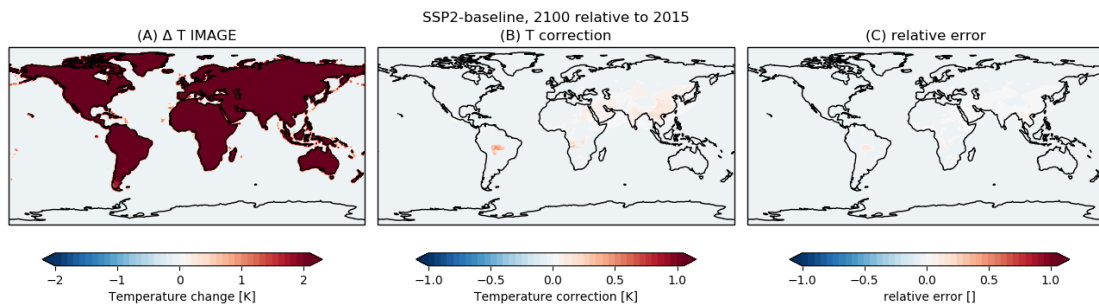 SSP2-baseline, 2100 relative to 2015
(A) Δ T IMAGE
(B) T correction
(C) relative error
−2 −1 0 1 2
Temperature change [K]
−1.0 −0.5 0.0 0.5 1.0
Temperature correction [K]
−1.0 −0.5 0.0 0.5 1.0
relative error []